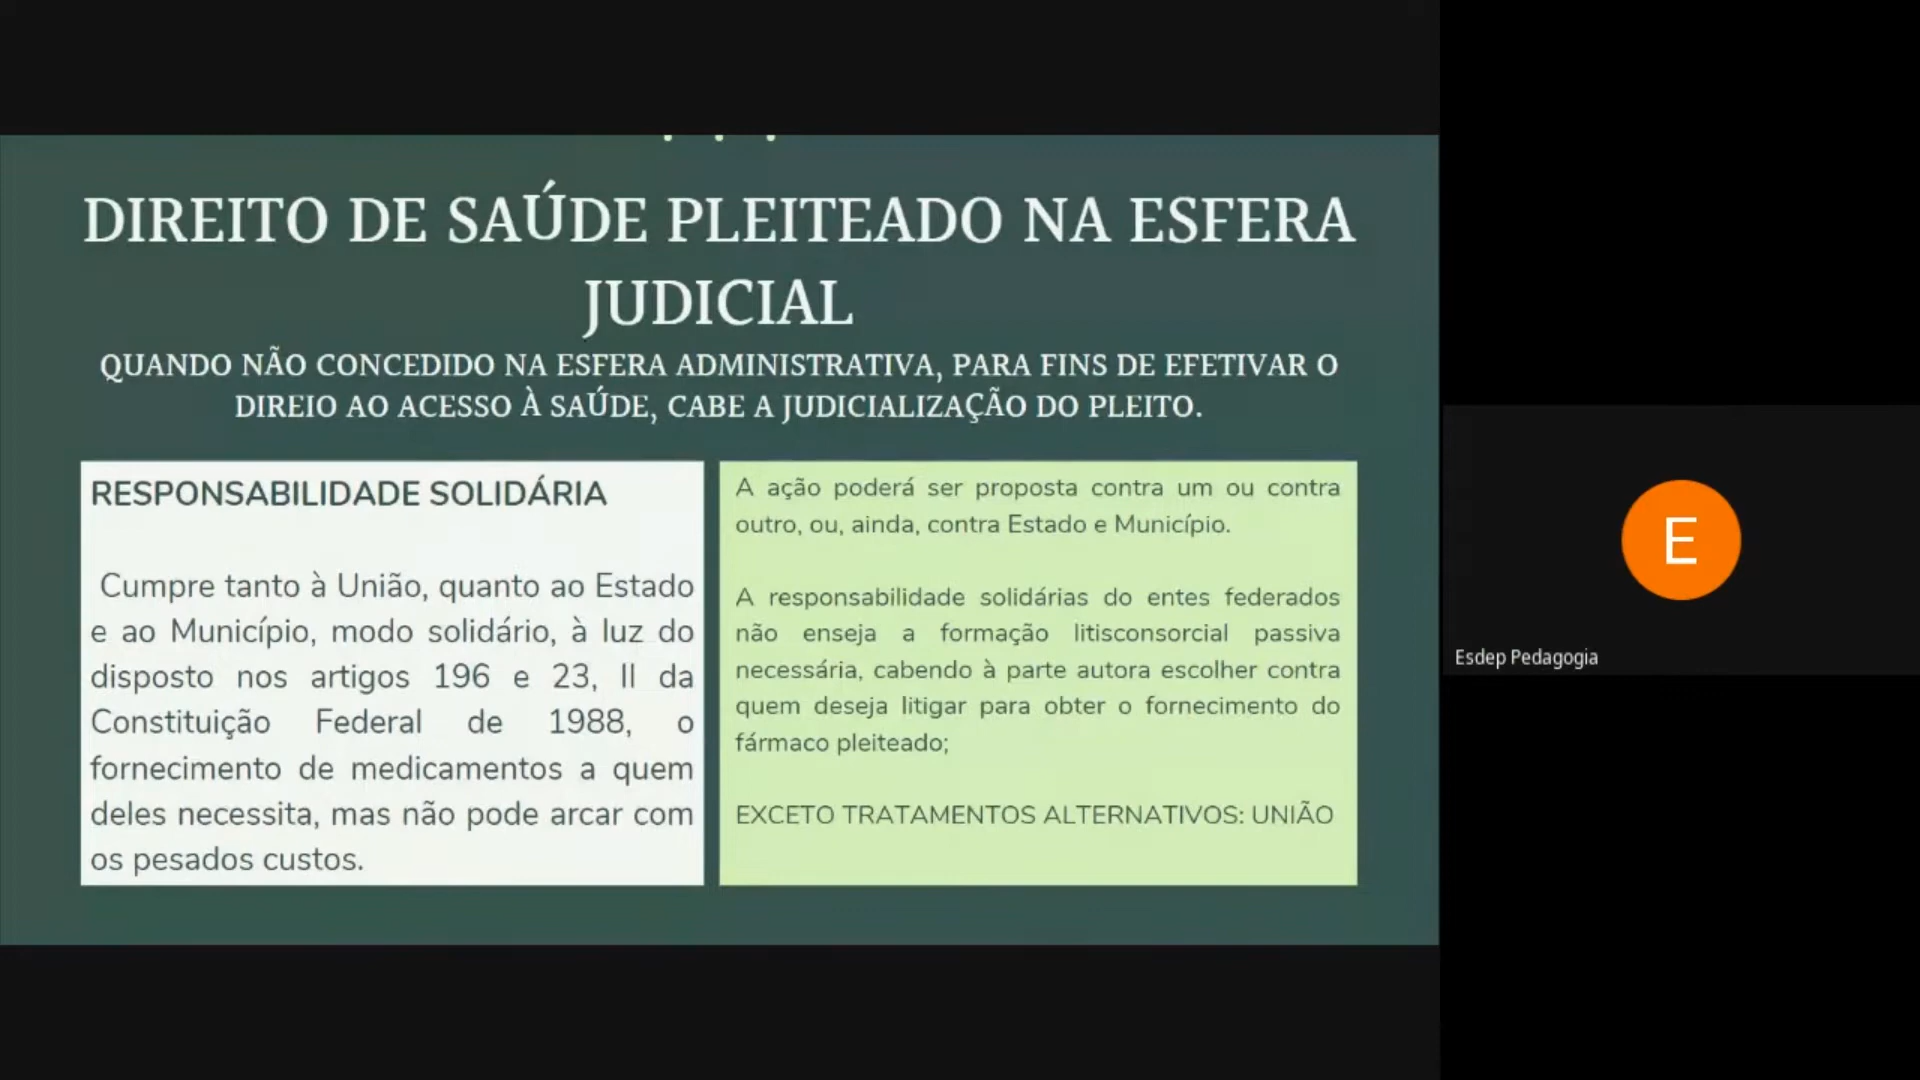 DIREITO DE SAÚDE PLEITEADO NA ESFERA
JUDICIAL
QUANDO NÃO CONCEDIDO NA ESFERA ADMINISTRATIVA, PARA FINS DE EFETIVAR O
DIREIO AO ACESSO À SAÚDE, CABE A JUDICIALIZAÇÃO DO PLEITO.
RESPONSABILIDADE SOLIDÁRIA
Cumpre tanto à União, quanto ao Estado
e ao Município, modo solidário, à luz do
disposto nos artigos 196 e 23, II da
Constituição Federal de 1988, o
fornecimento de medicamentos a quem
deles necessita, mas não pode arcar com
os pesados custos.
A ação poderá ser proposta contra um ou contra
outro, ou, ainda, contra Estado e Município.
A responsabilidade solidárias do entes federados
não enseja a formação litisconsorcial passiva
necessária, cabendo à parte autora escolher contra
quem deseja litigar para obter o fornecimento do
fármaco pleiteado;
EXCETO TRATAMENTOS ALTERNATIVOS: UNIÃO
E
Esdep Pedagogia